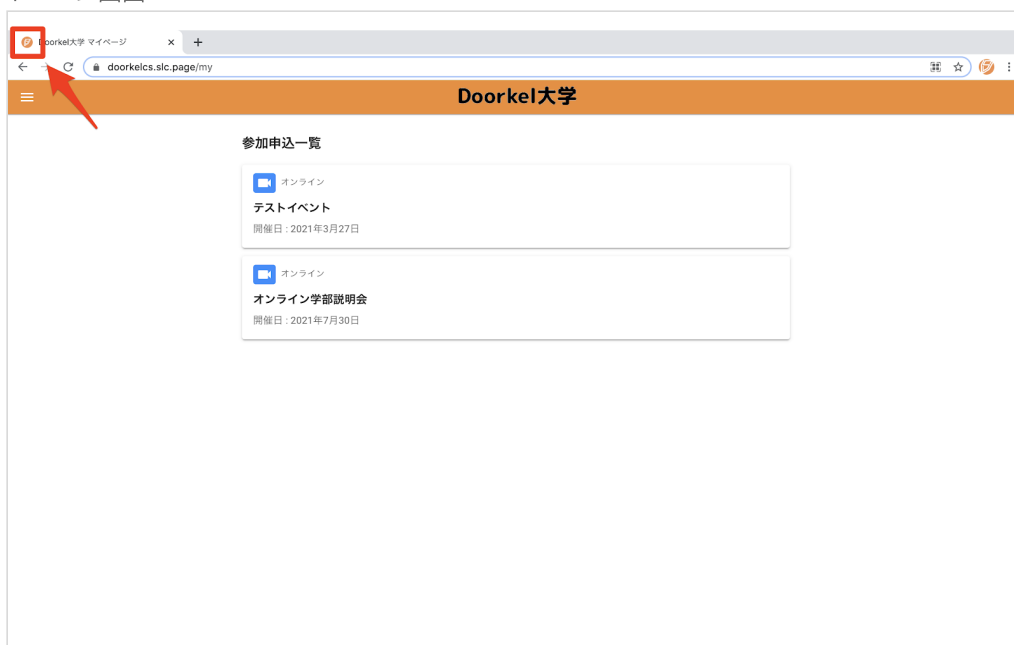 Doorkel大学 マイページ
doorkelcs.slc.page/my
Doorkel大学
参加申込一覧
オンライン
テストイベント
開催日 : 2021年3月27日
オンライン
オンライン学部説明会
開催日 : 2021年7月30日